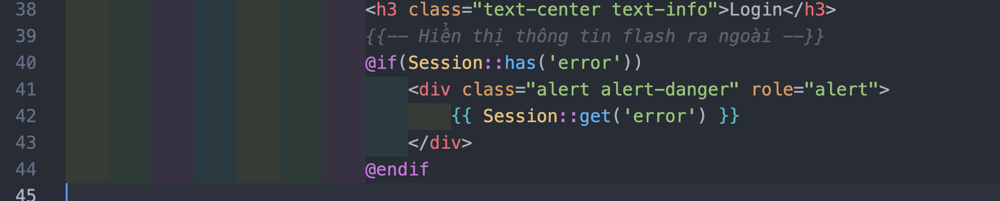 38 <h3 class="text-center text-info">Login</h3>
39 {{-- Hiển thị thông tin flash ra ngoài --}}
40 @if(Session::has('error'))
41 <div class="alert alert-danger" role="alert">
42 {{ Session::get('error') }}
43 </div>
44 @endif
45